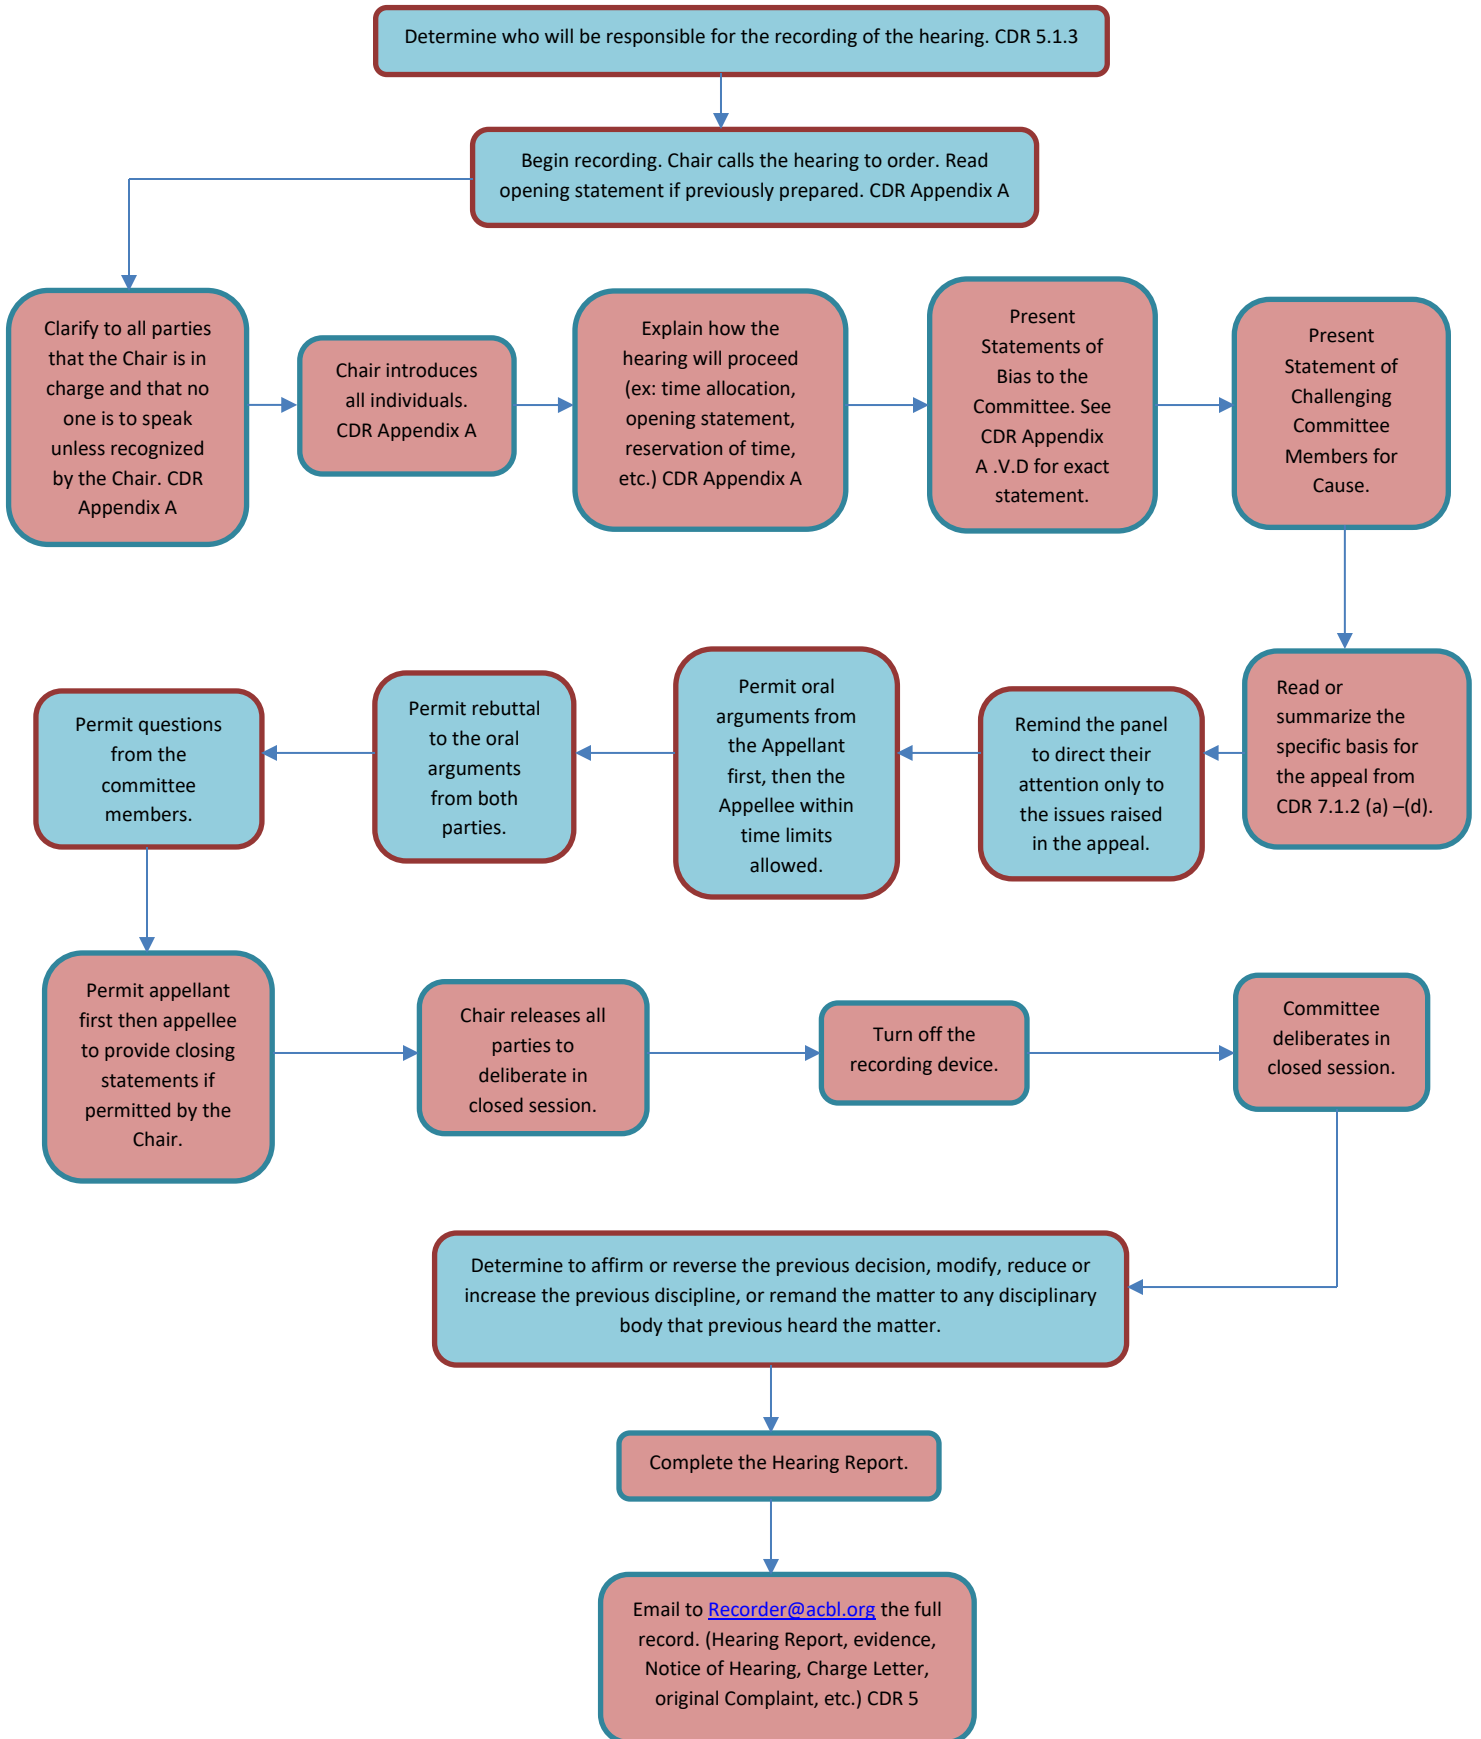 Determine who will be responsible for the recording of the hearing. CDR 5.1.3
Begin recording. Chair calls the hearing to order. Read
opening statement if previously prepared. CDR Appendix A
Clarify to all parties
that the Chair is in
charge and that no
one is to speak
unless recognized
by the Chair. CDR
Appendix A
Chair introduces
all individuals.
CDR Appendix A
Explain how the
hearing will proceed
(ex: time allocation,
opening statement,
reservation of time,
etc.) CDR Appendix A
Present
Statements of
Bias to the
Committee. See
CDR Appendix
A .V.D for exact
statement.
Present
Statement of
Challenging
Committee
Members for
Cause.
Read or
summarize the
specific basis for
the appeal from
CDR 7.1.2 (a) –(d).
Remind the panel
to direct their
attention only to
the issues raised
in the appeal.
Permit oral
arguments from
the Appellant
first, then the
Appellee within
time limits
allowed.
Permit rebuttal
to the oral
arguments
from both
parties.
Permit questions
from the
committee
members.
Permit appellant
first then appellee
to provide closing
statements if
permitted by the
Chair.
Chair releases all
parties to
deliberate in
closed session.
Turn off the
recording device.
Committee
deliberates in
closed session.
Determine to affirm or reverse the previous decision, modify, reduce or
increase the previous discipline, or remand the matter to any disciplinary
body that previous heard the matter.
Complete the Hearing Report.
Email to Recorder@acbl.org the full
record. (Hearing Report, evidence,
Notice of Hearing, Charge Letter,
original Complaint, etc.) CDR 5